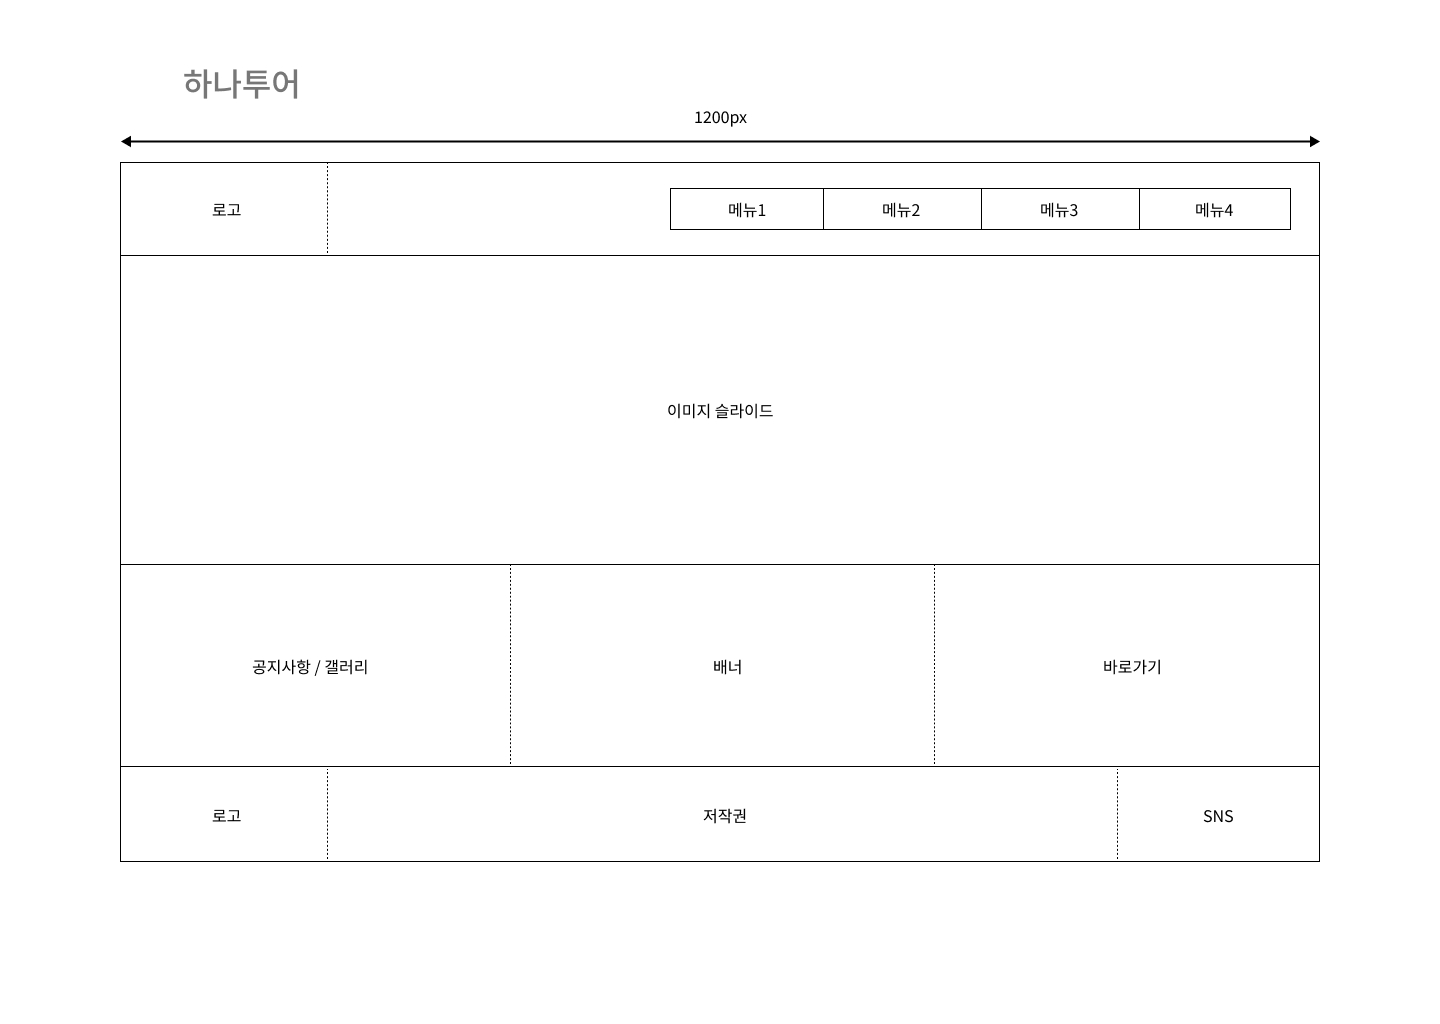 하나투어
1200px
로고
메뉴1
메뉴2
메뉴3
메뉴4
이미지 슬라이드
공지사항 / 갤러리
배너
바로가기
로고
저작권
SNS